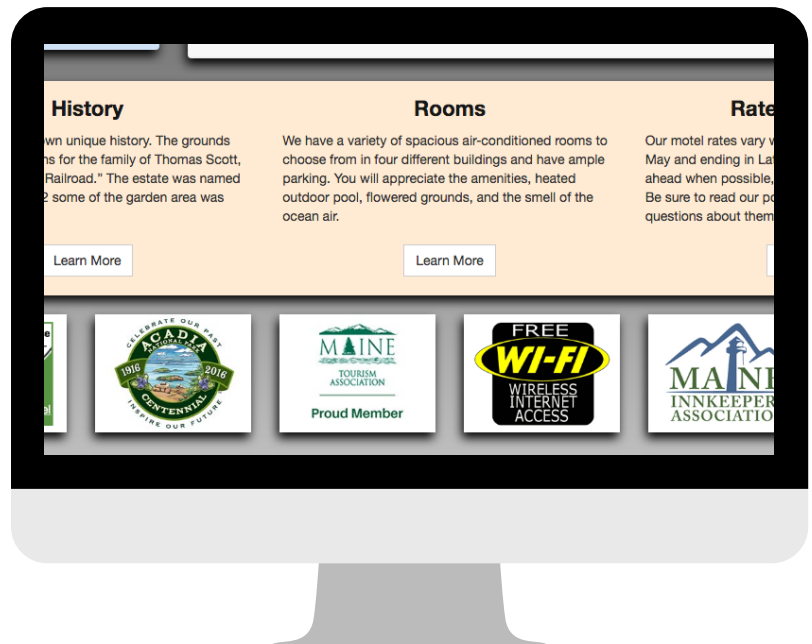 History
own unique history. The grounds
for the family of Thomas Scott,
Railroad.” The estate was named
2 some of the garden area was
Learn More
Rooms
We have a variety of spacious air-conditioned rooms to
choose from in four different buildings and have ample
parking. You will appreciate the amenities, heated
outdoor pool, flowered grounds, and the smell of the
ocean air.
Learn More
Rate
Our motel rates vary
May and ending in
ahead when possible,
Be sure to read our
questions about them
CELEBRATE OUR PAST
ACADIA
NATIONAL PARK
1916 2016
CENTENNIAL
INSPIRE OUR FUTURE
MAINE
TOURISM
ASSOCIATION
Proud Member
FREE
WI-FI
WIRELESS
INTERNET
ACCESS
MAINE
INNKEEPER
ASSOCIATIO